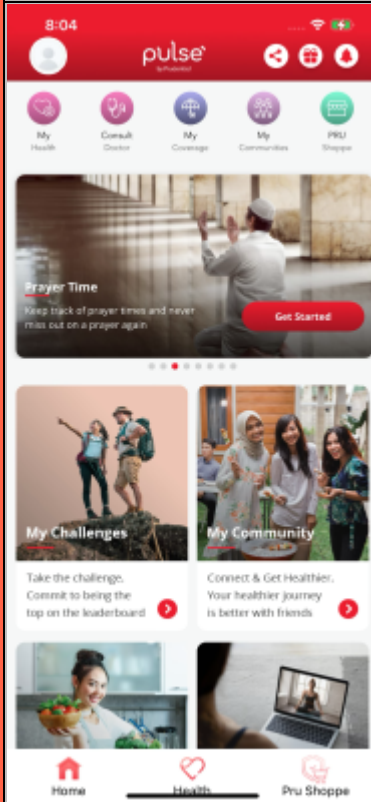 8:04
pulse
by Prudential
My
Health
Consult
Doctor
My
Coverage
My
Communities
PRU
Shoppe
Prayer Time
Keep track of prayer times and never
miss out on a prayer again
Get Started
My Challenges
Take the challenge.
Commit to being the
top on the leaderboard
My Community
Connect & Get Healthier.
Your healthier journey
is better with friends
Home
Health
Pru Shoppe